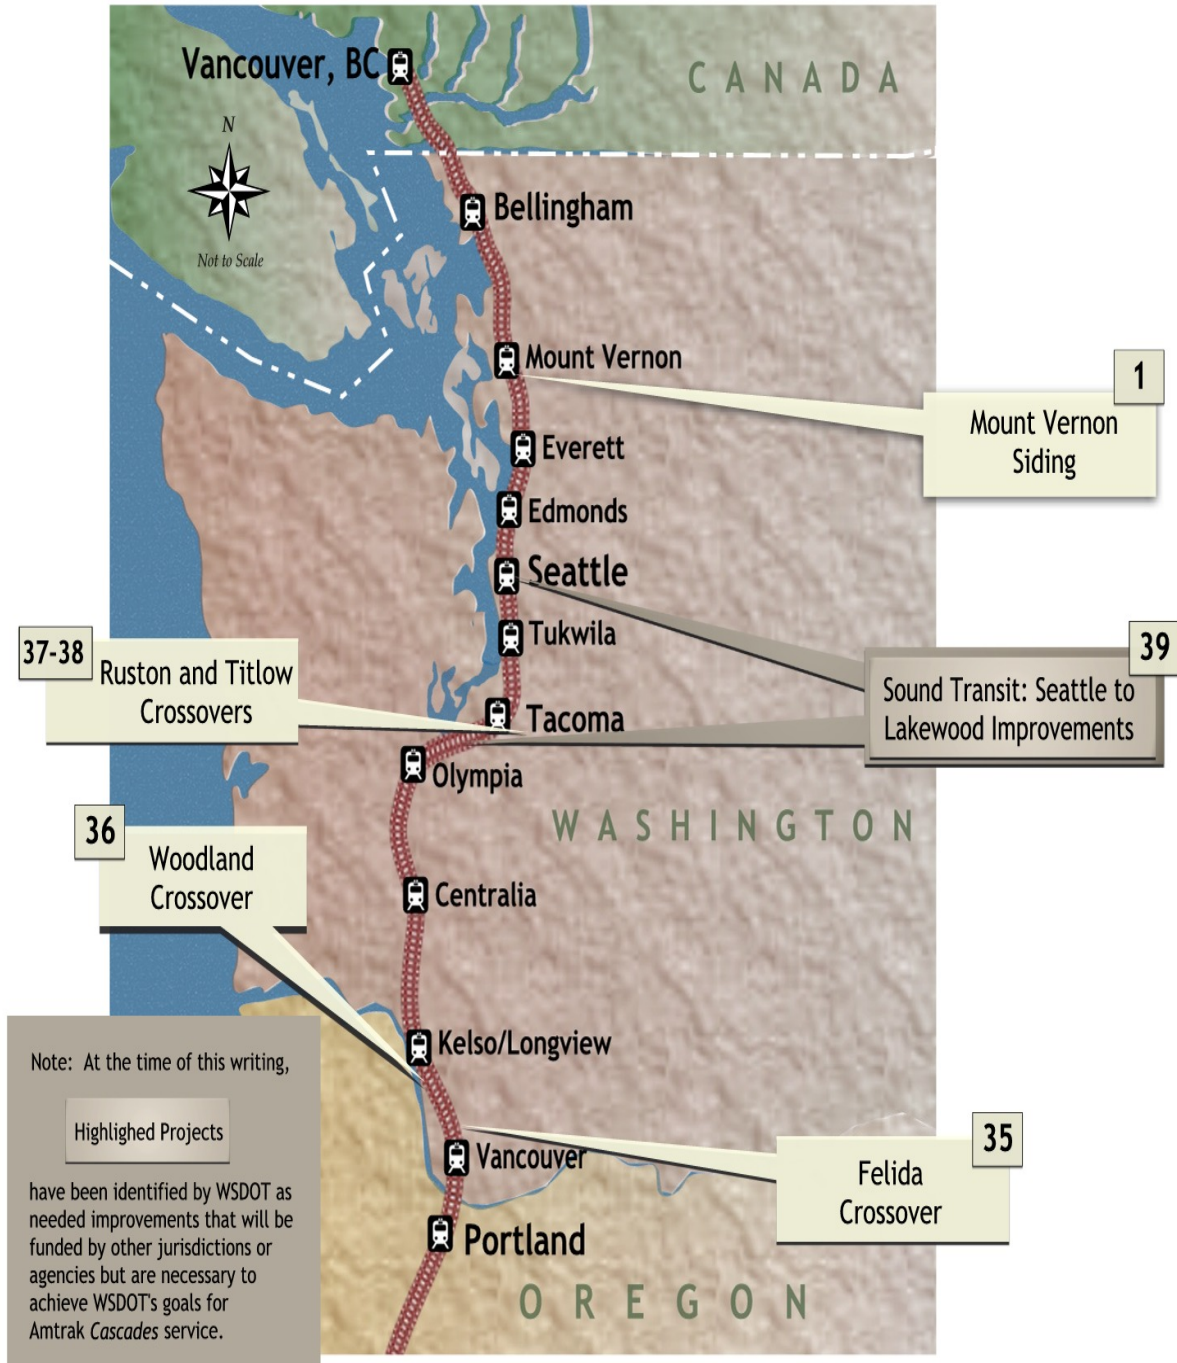 Vancouver, BC
CANADA
N
Not to Scale
Bellingham
Mount Vernon
1
Mount Vernon
Siding
Everett
Edmonds
Seattle
Tukwila
37-38
Ruston and Titlow
Crossovers
39
Sound Transit: Seattle to
Lakewood Improvements
Tacoma
Olympia
WASHINGTON
36
Woodland
Crossover
Centralia
Kelso/Longview
Note: At the time of this writing,
Highlighed Projects
have been identified by WSDOT as
needed improvements that will be
funded by other jurisdictions or
agencies but are necessary to
achieve WSDOT's goals for
Amtrak Cascades service.
35
Felida
Crossover
Vancouver
Portland
OREGON